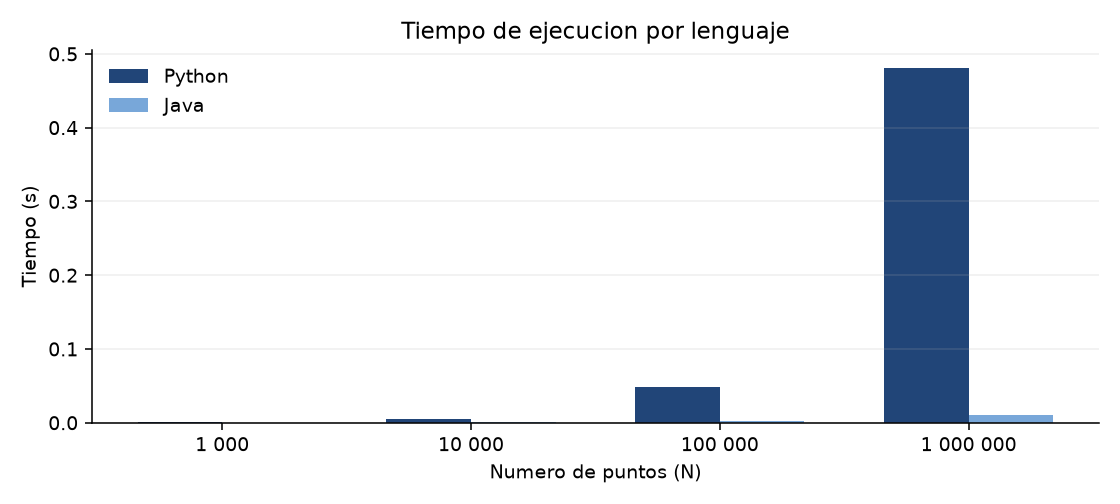 Tiempo de ejecucion por lenguaje
Python
Java
0.5
0.4
0.3
0.2
0.1
0.0
Tiempo (s)
1 000
10 000
100 000
1 000 000
Numero de puntos (N)